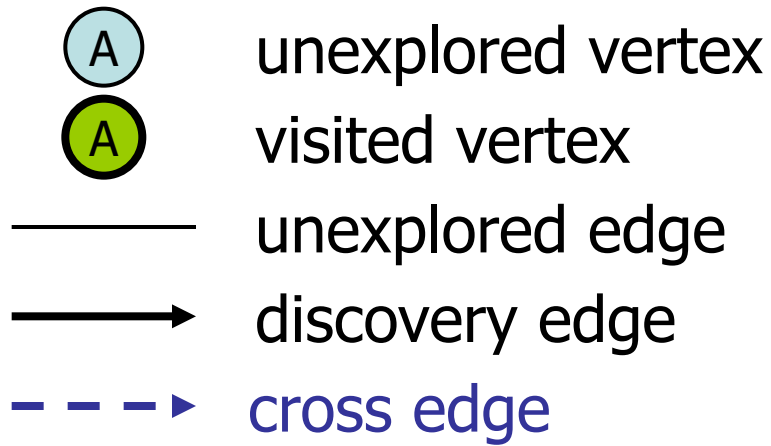 A unexplored vertex
A visited vertex
unexplored edge
discovery edge
cross edge